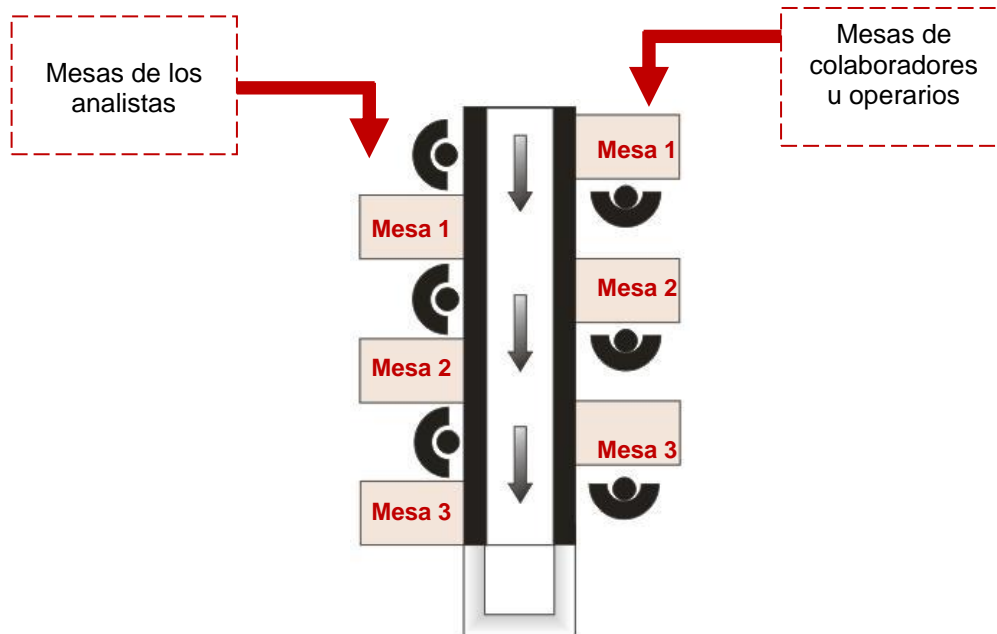 Mesas de los
analistas
Mesas de
colaboradores
u operarios
Mesa 1
Mesa 1
Mesa 2
Mesa 2
Mesa 3
Mesa 3